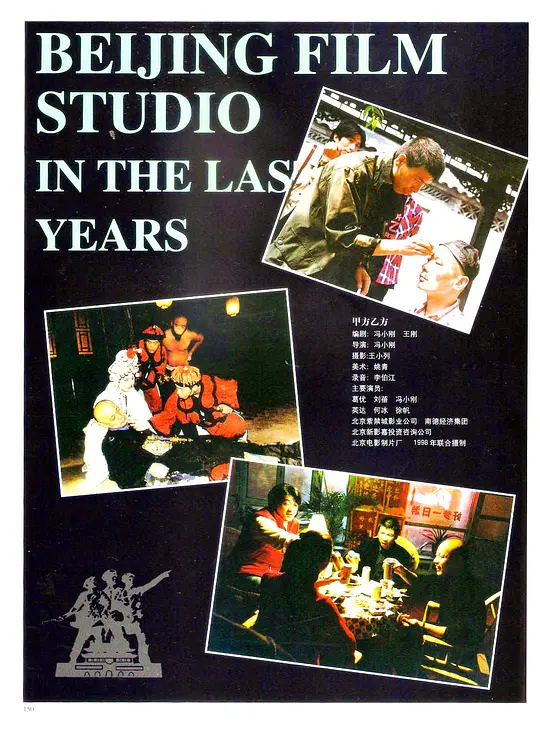 BEIJING FILM
STUDIO
IN THE LAS
YEARS
甲方乙方
编剧：冯小刚 王刚
导演：冯小刚
摄影:王小列
美术：姚青
录音：李伯江
主要演员：
葛优 刘蓓 冯小刚
英达 何冰 徐帆
北京紫禁城影业公司 南德经济集团
北京新影嘉投资咨询公司
北京电影制片厂 1998年联合摄制
150